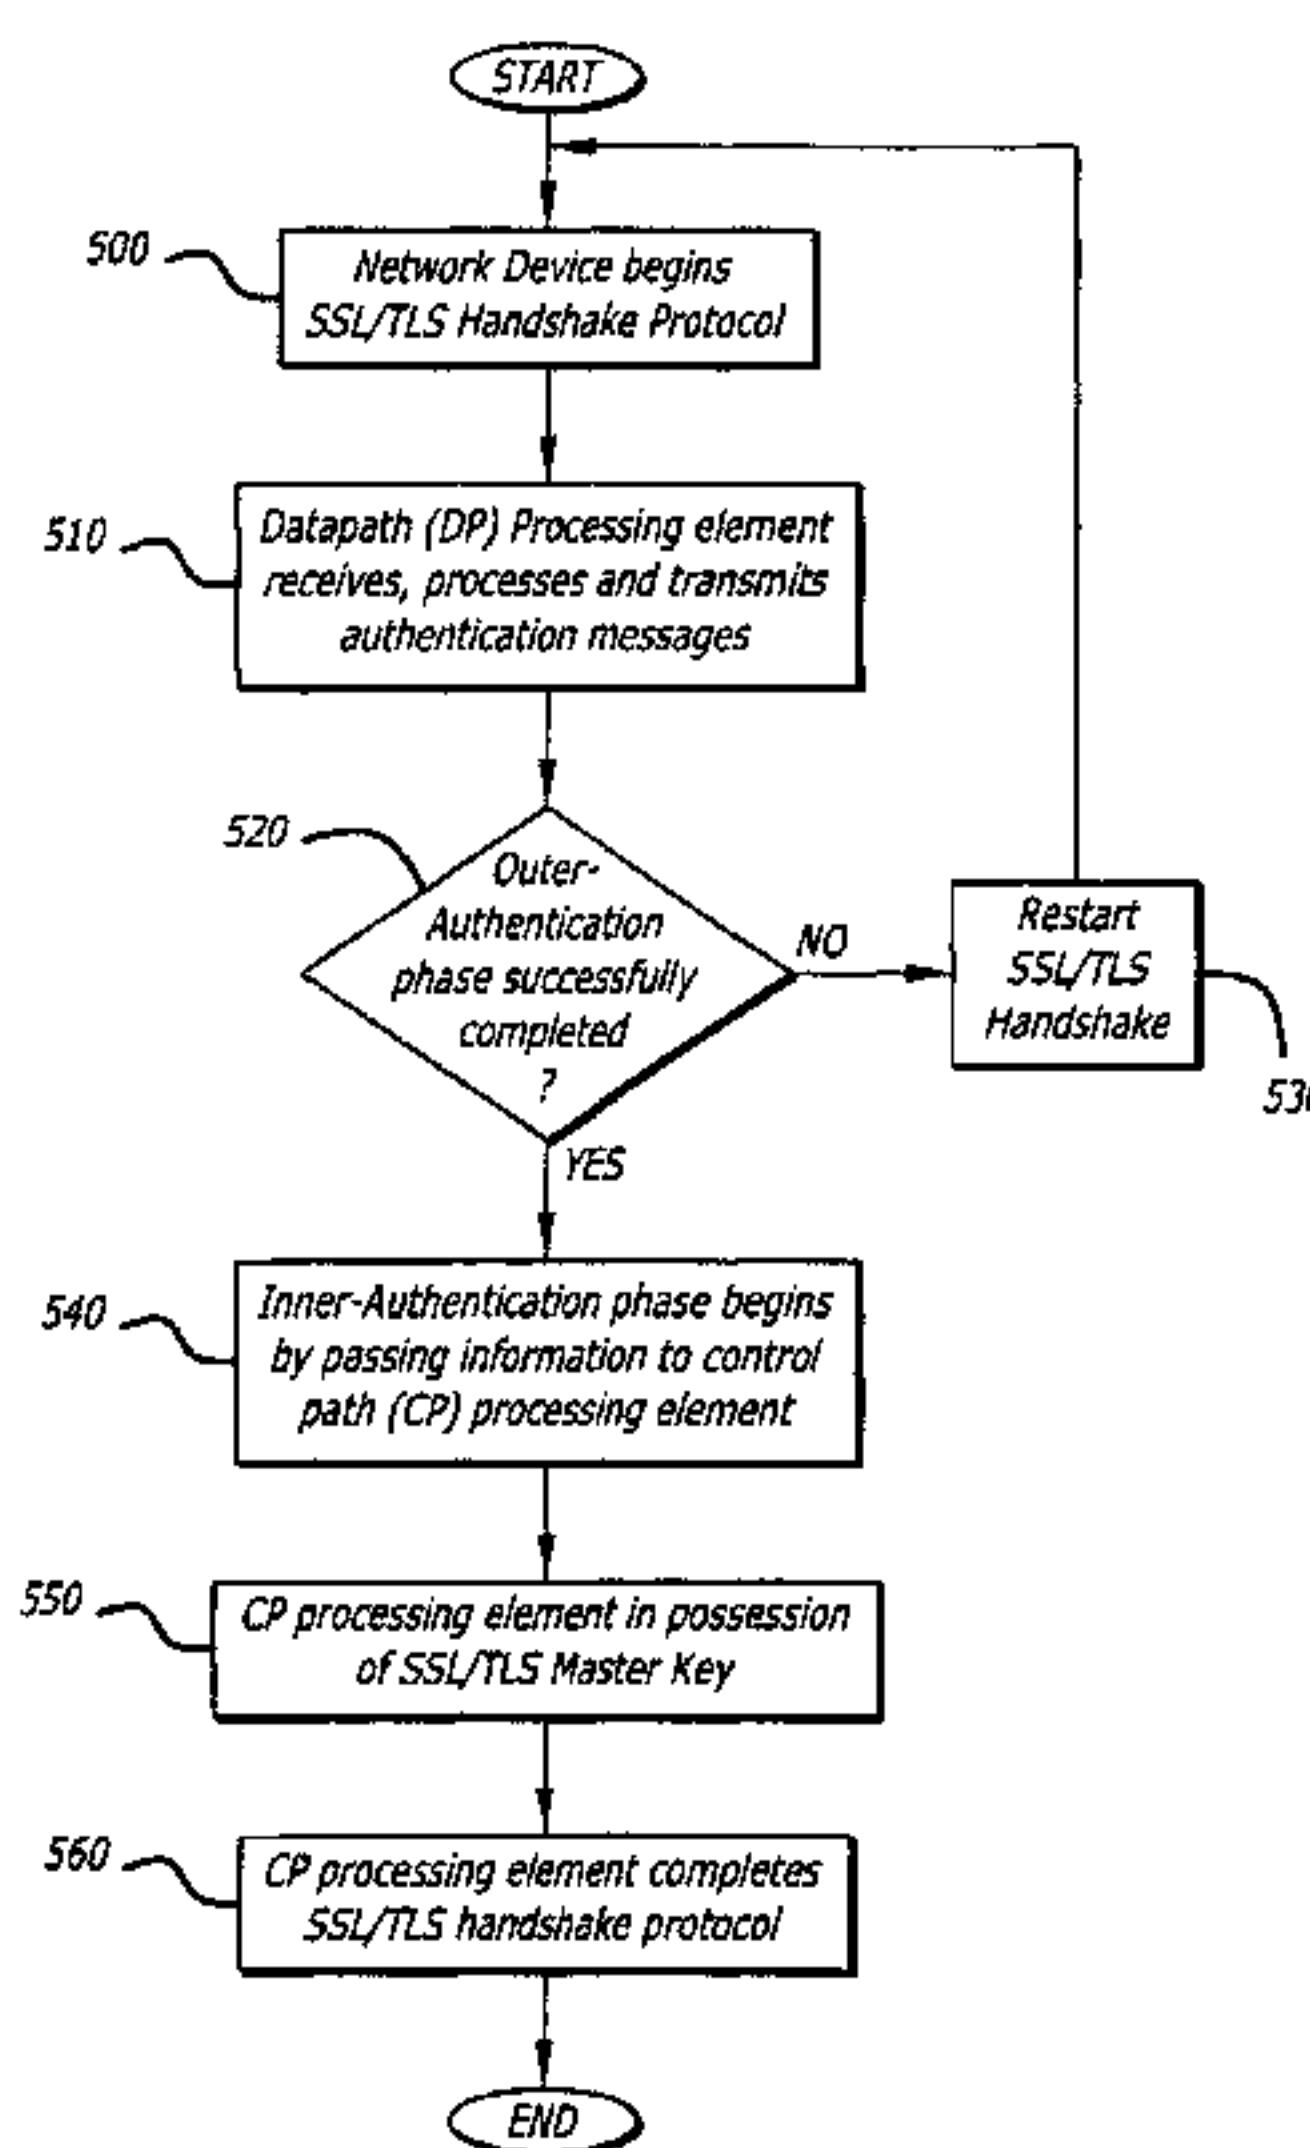 START
500
Network Device begins
SSL/TLS Handshake Protocol
510
Datapath (DP) Processing element
receives, processes and transmits
authentication messages
520
Outer-
Authentication
phase successfully
completed
?
NO
Restart
SSL/TLS
Handshake
YES
540
Inner-Authentication phase begins
by passing information to control
path (CP) processing element
550
CP processing element in possession
of SSL/TLS Master Key
560
CP processing element completes
SSL/TLS handshake protocol
END